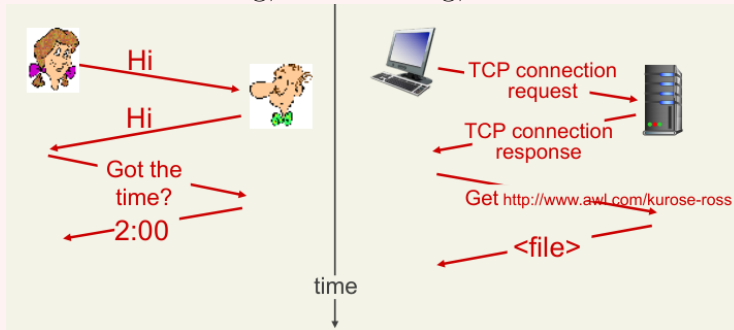 Hi
Hi
Got the
time?
2:00
TCP connection
request
TCP connection
response
Get http://www.awl.com/kurose-ross
<file>
time